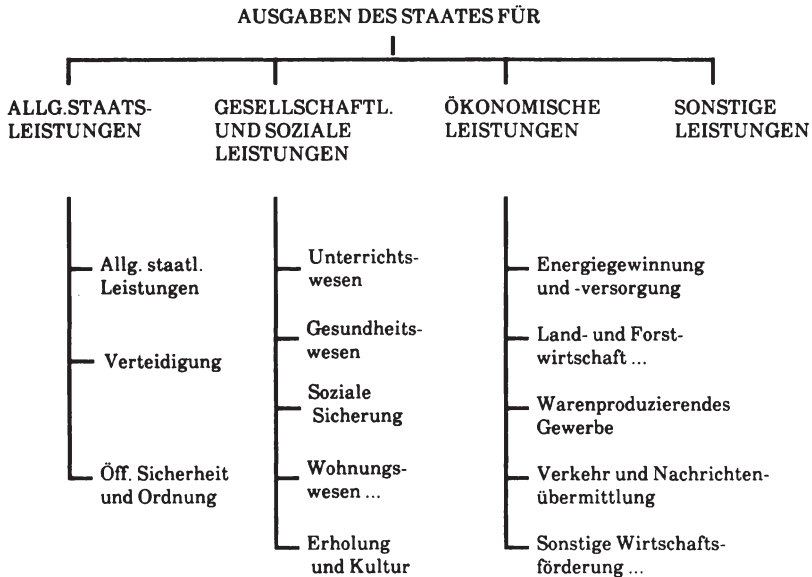 AUSGABEN DES STAATES FÜR
ALLG.STAATS-
LEISTUNGEN
GESELLSCHAFTL.
UND SOZIALE
LEISTUNGEN
ÖKONOMISCHE
LEISTUNGEN
SONSTIGE
LEISTUNGEN
Allg. staatl.
Leistungen
Verteidigung
Öff. Sicherheit
und Ordnung
Unterrichts-
wesen
Gesundheits-
wesen
Soziale
Sicherung
Wohnungs-
wesen ...
Erholung
und Kultur
Energiegewinnung
und -versorgung
Land- und Forst-
wirtschaft ...
Warenproduzierendes
Gewerbe
Verkehr und Nachrichten-
übermittlung
Sonstige Wirtschafts-
förderung ...